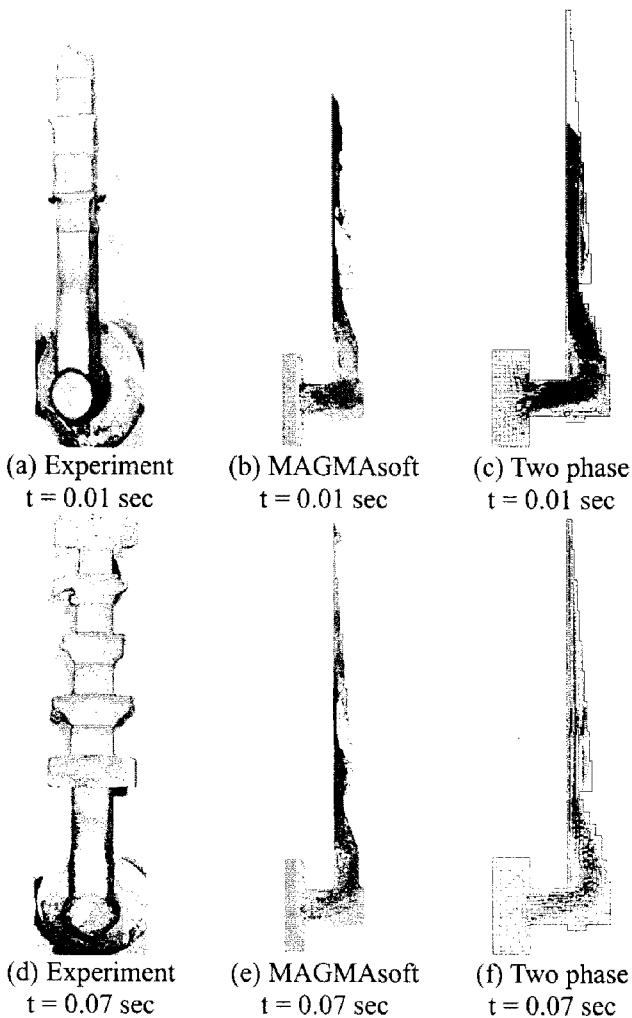 (a) Experiment (b) MAGMAsoft (c) Two phase
t = 0.01 sec t = 0.01 sec t = 0.01 sec
(d) Experiment (e) MAGMAsoft (f) Two phase
t = 0.07 sec t = 0.07 sec t = 0.07 sec